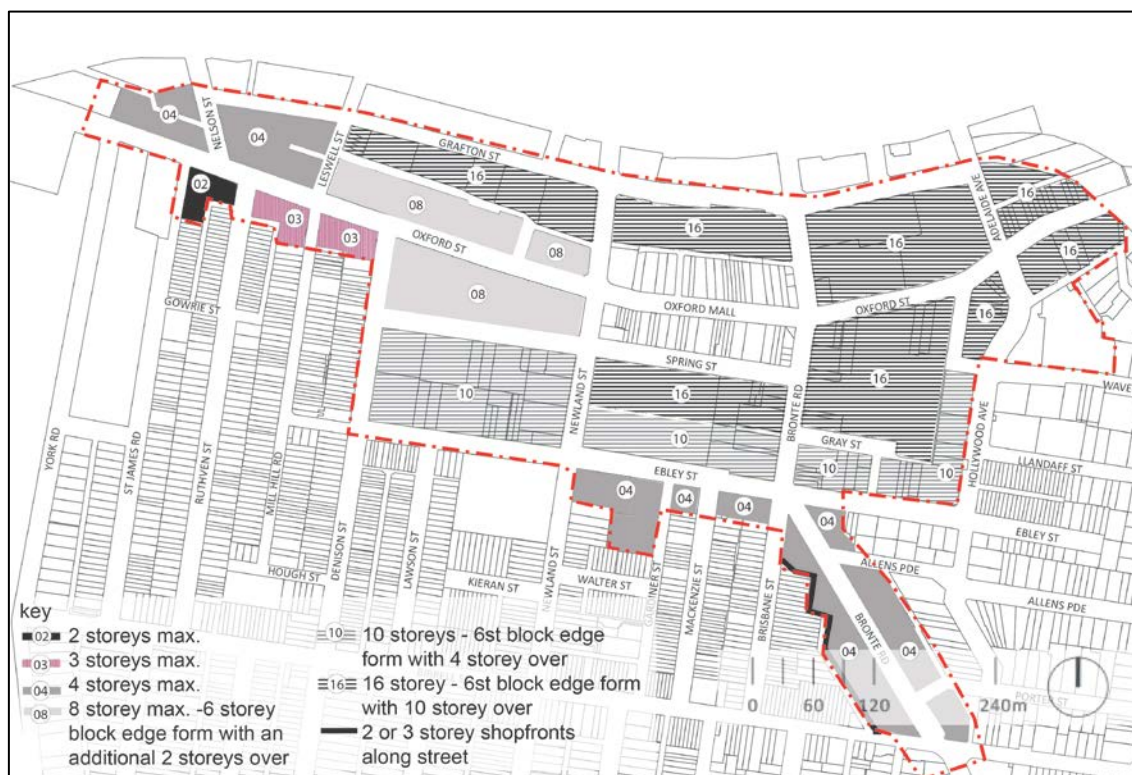 04
NELSON ST
04
LESWELL ST
GRAFTON ST
16
02
03
03
08
OXFORD ST
08
16
16
ADELAIDE AVE
16
16
08
OXFORD MALL
OXFORD ST
16
GOWRIE ST
SPRING ST
10
NEWLAND ST
16
BRONTE RD
16
HOLLYWOOD AVE
WAVE
YORK RD
ST JAMES RD
RUTHVEN ST
MILL HILL RD
10
GRAY ST
10
10
LLANDAFF ST
EBLEY ST
04
04
04
04
EBLEY ST
DENISON ST
LAWSON ST
HOUGH ST
KIERAN ST
NEWLAND ST
WALTER ST
GARDINER ST
MACKENZIE ST
BRISBANE ST
ALLENS PDE
ALLENS PDE
BRONTE RD
04
04
PORTER ST
0 60 120 240m
key
02 2 storeys max.
03 3 storeys max.
04 4 storeys max.
08 8 storey max. -6 storey
block edge form with an
additional 2 storeys over
10 10 storeys - 6st block edge
form with 4 storey over
16 16 storey - 6st block edge form
with 10 storey over
2 or 3 storey shopfronts
along street